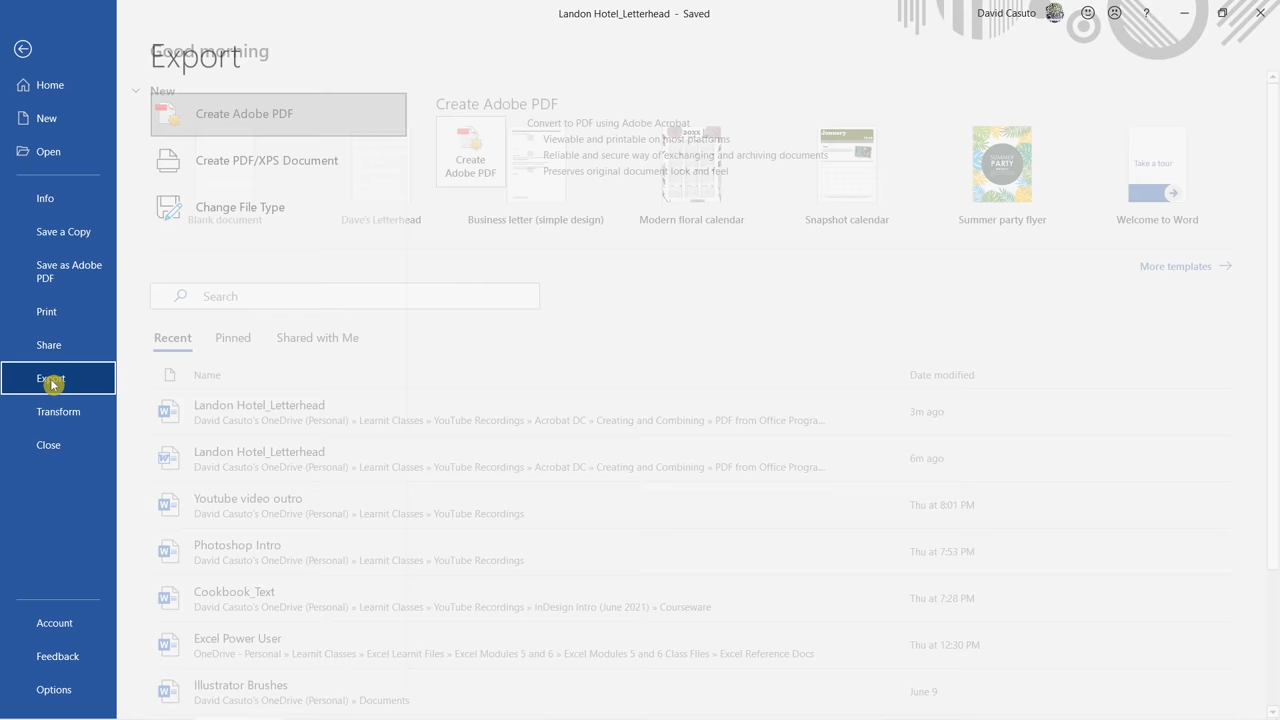 Landon Hotel_Letterhead - Saved
David Casuto
?
Home
New
Open
Info
Save a Copy
Save as Adobe
PDF
Print
Share
Export
Transform
Close
Account
Feedback
Options
Good morning
Export
New
Create Adobe PDF
Create PDF/XPS Document
Change File Type
Create Adobe PDF
Convert to PDF using Adobe Acrobat
Viewable and printable on most platforms
Reliable and secure way of exchanging and archiving documents
Preserves original document look and feel
Create
Adobe PDF
20XX
January
SUMMER
PARTY
Take a tour
Blank document
Dave's Letterhead
Business letter (simple design)
Modern floral calendar
Snapshot calendar
Summer party flyer
Welcome to Word
More templates
Search
Recent
Pinned
Shared with Me
Name
Date modified
Landon Hotel_Letterhead
David Casuto's OneDrive (Personal) » Learnit Classes » YouTube Recordings » Acrobat DC » Creating and Combining » PDF from Office Progra...
3m ago
Landon Hotel_Letterhead
David Casuto's OneDrive (Personal) » Learnit Classes » YouTube Recordings » Acrobat DC » Creating and Combining » PDF from Office Progra...
6m ago
Youtube video outro
David Casuto's OneDrive (Personal) » Learnit Classes » YouTube Recordings
Thu at 8:01 PM
Photoshop Intro
David Casuto's OneDrive (Personal) » Learnit Classes » YouTube Recordings
Thu at 7:53 PM
Cookbook_Text
David Casuto's OneDrive (Personal) » Learnit Classes » YouTube Recordings » InDesign Intro (June 2021) » Courseware
Thu at 7:28 PM
Excel Power User
OneDrive - Personal » Learnit Classes » Excel Learnit Files » Excel Modules 5 and 6 » Excel Modules 5 and 6 Class FIles » Excel Reference Docs
Thu at 12:30 PM
Illustrator Brushes
David Casuto's OneDrive (Personal) » Documents
June 9